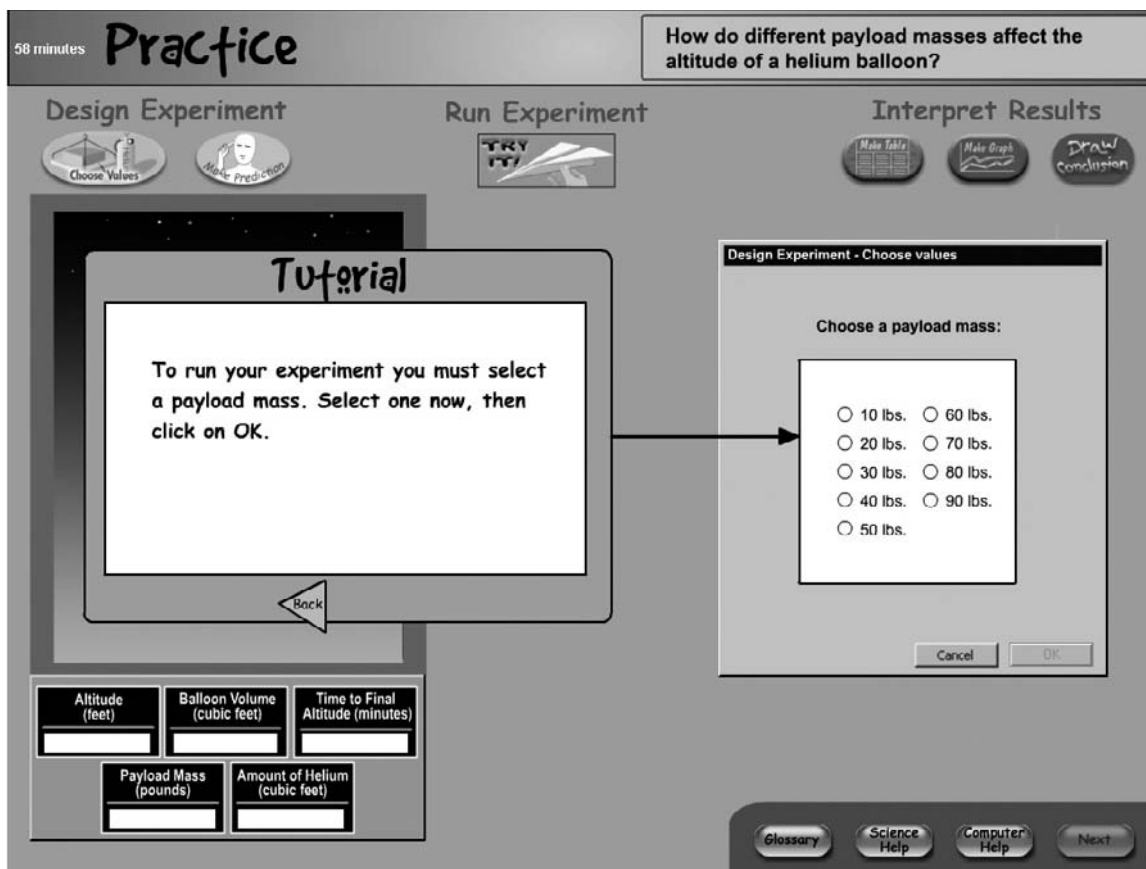 58 minutes Practice
How do different payload masses affect the
altitude of a helium balloon?
Design Experiment
Run Experiment
Interpret Results
Choose Values
Make Prediction
TRY
IT!
Make Table
Make Graph
Draw
Conclusion
Tutorial
To run your experiment you must select
a payload mass. Select one now, then
click on OK.
Back
Design Experiment - Choose values
Choose a payload mass:
10 lbs. 60 lbs.
20 lbs. 70 lbs.
30 lbs. 80 lbs.
40 lbs. 90 lbs.
50 lbs.
Cancel OK
Altitude
(feet)
Balloon Volume
(cubic feet)
Time to Final
Altitude (minutes)
Payload Mass
(pounds)
Amount of Helium
(cubic feet)
Glossary
Science
Help
Computer
Help
Next